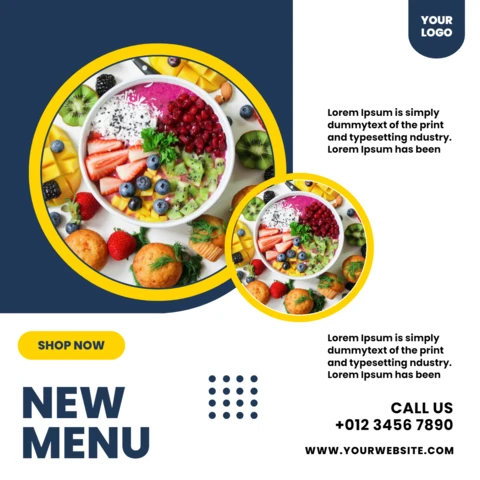 YOUR
LOGO
Lorem Ipsum is simply
dummytext of the print
and typesetting ndustry.
Lorem Ipsum has been
SHOP NOW
NEW
MENU
Lorem Ipsum is simply
dummytext of the print
and typesetting ndustry.
Lorem Ipsum has been
CALL US
+012 3456 7890
WWW.YOURWEBSITE.COM